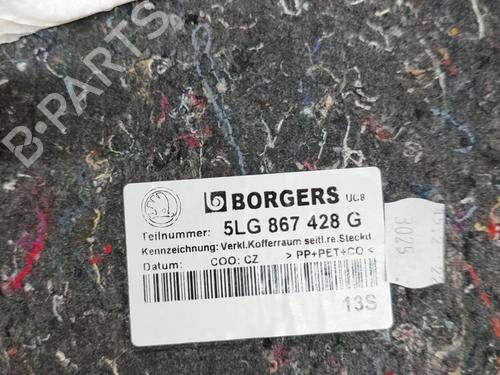 B-PARTS
BORGERS UCB
Teilnummer: 5LG 867 428 G
Kennzeichnung: Verkl.Kofferraum seitl.re.Steckd
Datum: COO: CZ > PP+PET+CO <
13S
3025